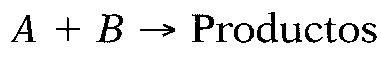 A + B → Productos